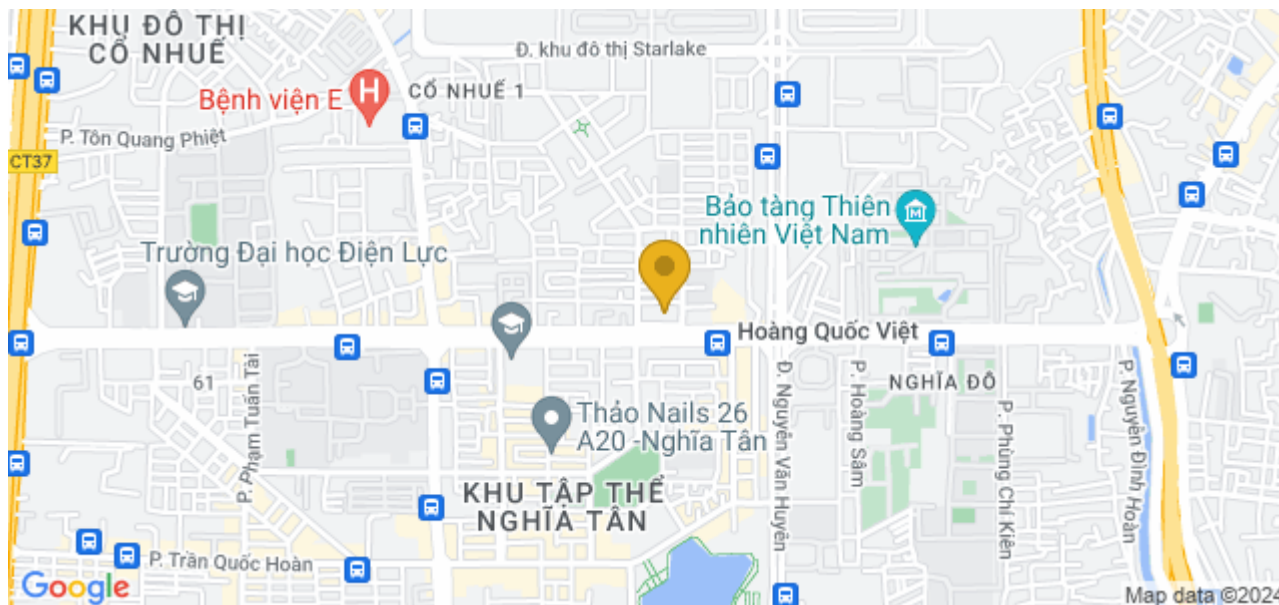 KHU ĐÔ THỊ
CỔ NHUẾ
Đ. khu đô thị Starlake
Bệnh viện E
H
CỔ NHUẾ 1
P. Tôn Quang Phiệt
CT37
Bảo tàng Thiên
nhiên Việt Nam
M
Trường Đại học Điện Lực
Hoàng Quốc Việt
61
P. Phạm Tuấn Tài
NGHĨA ĐÔ
Thảo Nails 26
A20 -Nghĩa Tân
Đ. Nguyễn Văn Huyên
P. Hoàng Sâm
P. Phùng Chí Kiên
P. Nguyễn Đình Hoàn
KHU TẬP THỂ
NGHĨA TÂN
P. Trần Quốc Hoàn
Google
Map data ©2024